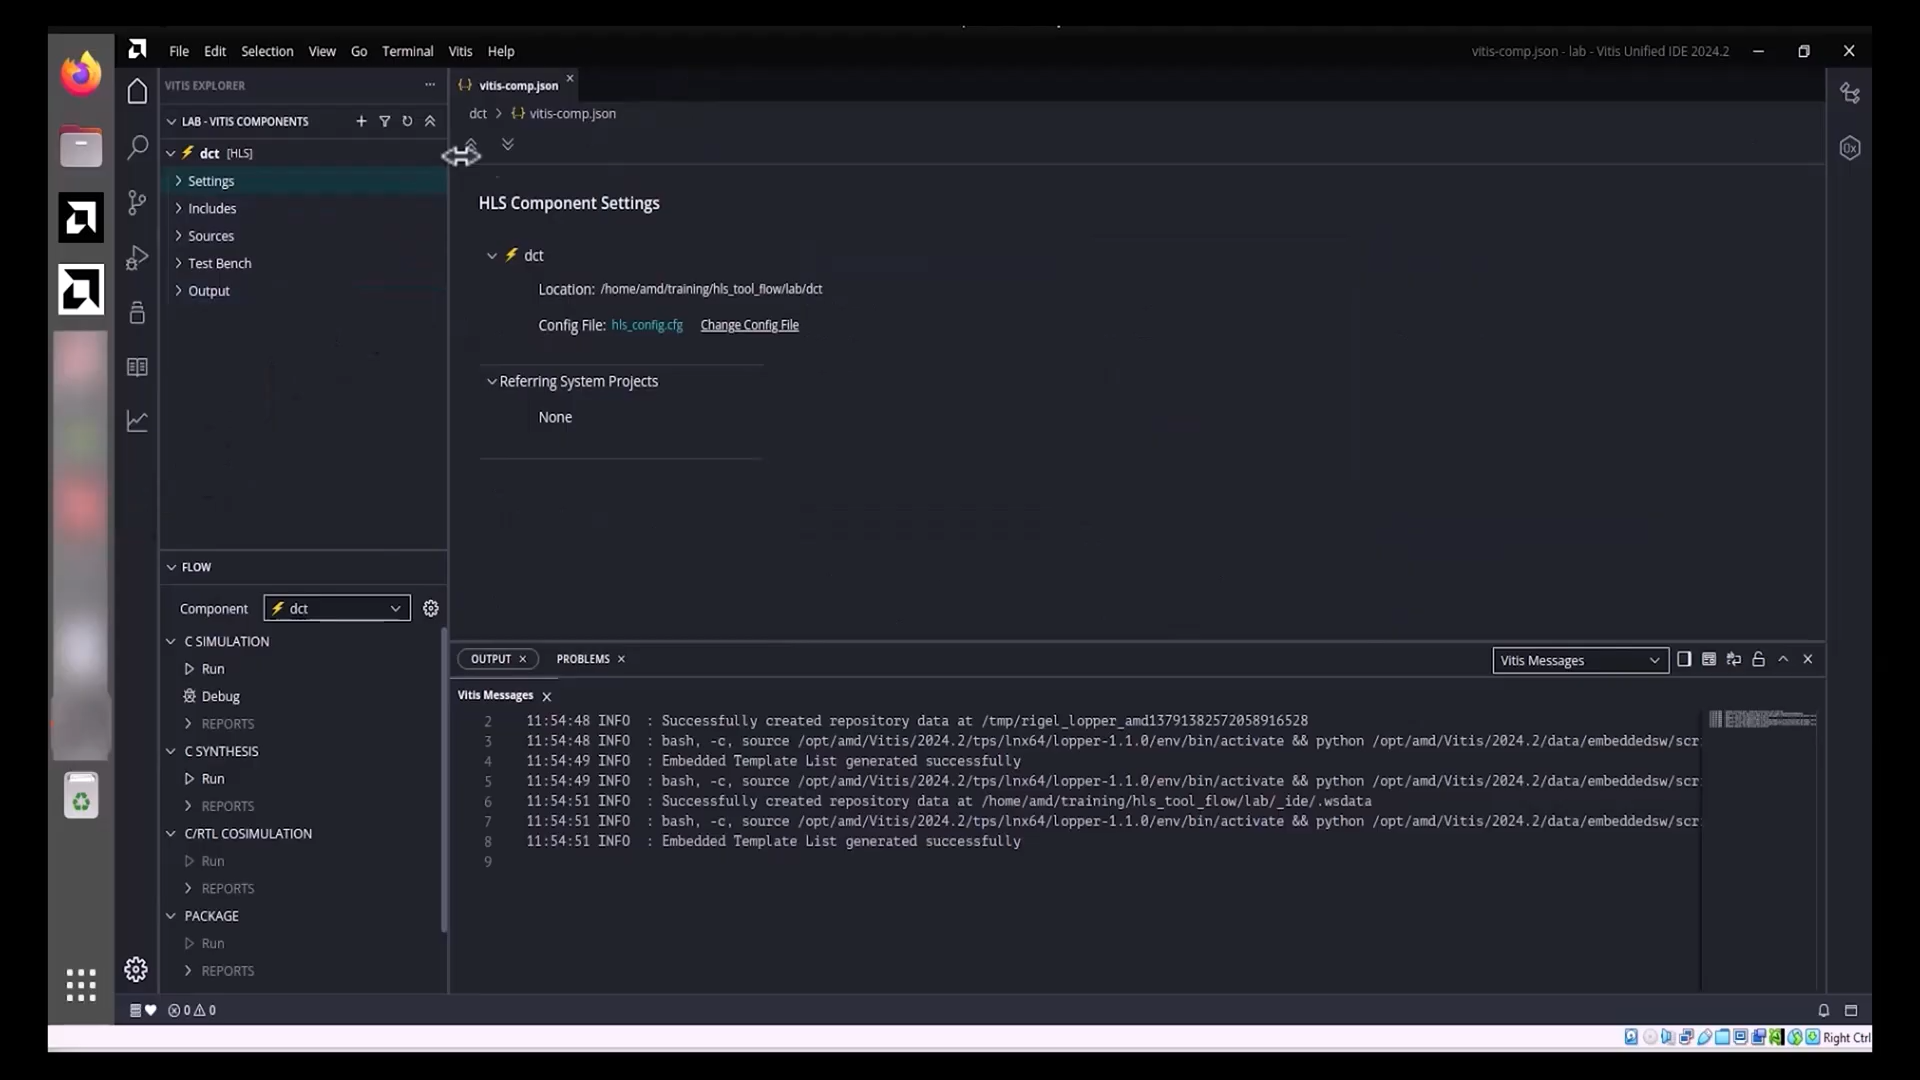 File Edit Selection View Go Terminal Vitis Help
vitis-comp.json - lab - Vitis Unified IDE 2024.2
VITIS EXPLORER
LAB - VITIS COMPONENTS
dct [HLS]
Settings
Includes
Sources
Test Bench
Output
vitis-comp.json
dct > {} vitis-comp.json
HLS Component Settings
dct
Location: /home/amd/training/hls_tool_flow/lab/dct
Config File: hls_config.cfg Change Config File
Referring System Projects
None
FLOW
Component dct
C SIMULATION
Run
Debug
REPORTS
C SYNTHESIS
Run
REPORTS
C/RTL COSIMULATION
Run
REPORTS
PACKAGE
Run
REPORTS
OUTPUT PROBLEMS
Vitis Messages
Vitis Messages
2 11:54:48 INFO : Successfully created repository data at /tmp/rigel_lopper_amd13791382572058916528
3 11:54:48 INFO : bash, -c, source /opt/amd/Vitis/2024.2/tps/lnx64/lopper-1.1.0/env/bin/activate && python /opt/amd/Vitis/2024.2/data/embeddedsw/scr
4 11:54:49 INFO : Embedded Template List generated successfully
5 11:54:49 INFO : bash, -c, source /opt/amd/Vitis/2024.2/tps/lnx64/lopper-1.1.0/env/bin/activate && python /opt/amd/Vitis/2024.2/data/embeddedsw/scr
6 11:54:51 INFO : Successfully created repository data at /home/amd/training/hls_tool_flow/lab/_ide/.wsdata
7 11:54:51 INFO : bash, -c, source /opt/amd/Vitis/2024.2/tps/lnx64/lopper-1.1.0/env/bin/activate && python /opt/amd/Vitis/2024.2/data/embeddedsw/scr
8 11:54:51 INFO : Embedded Template List generated successfully
9
0 0
Right Ctrl